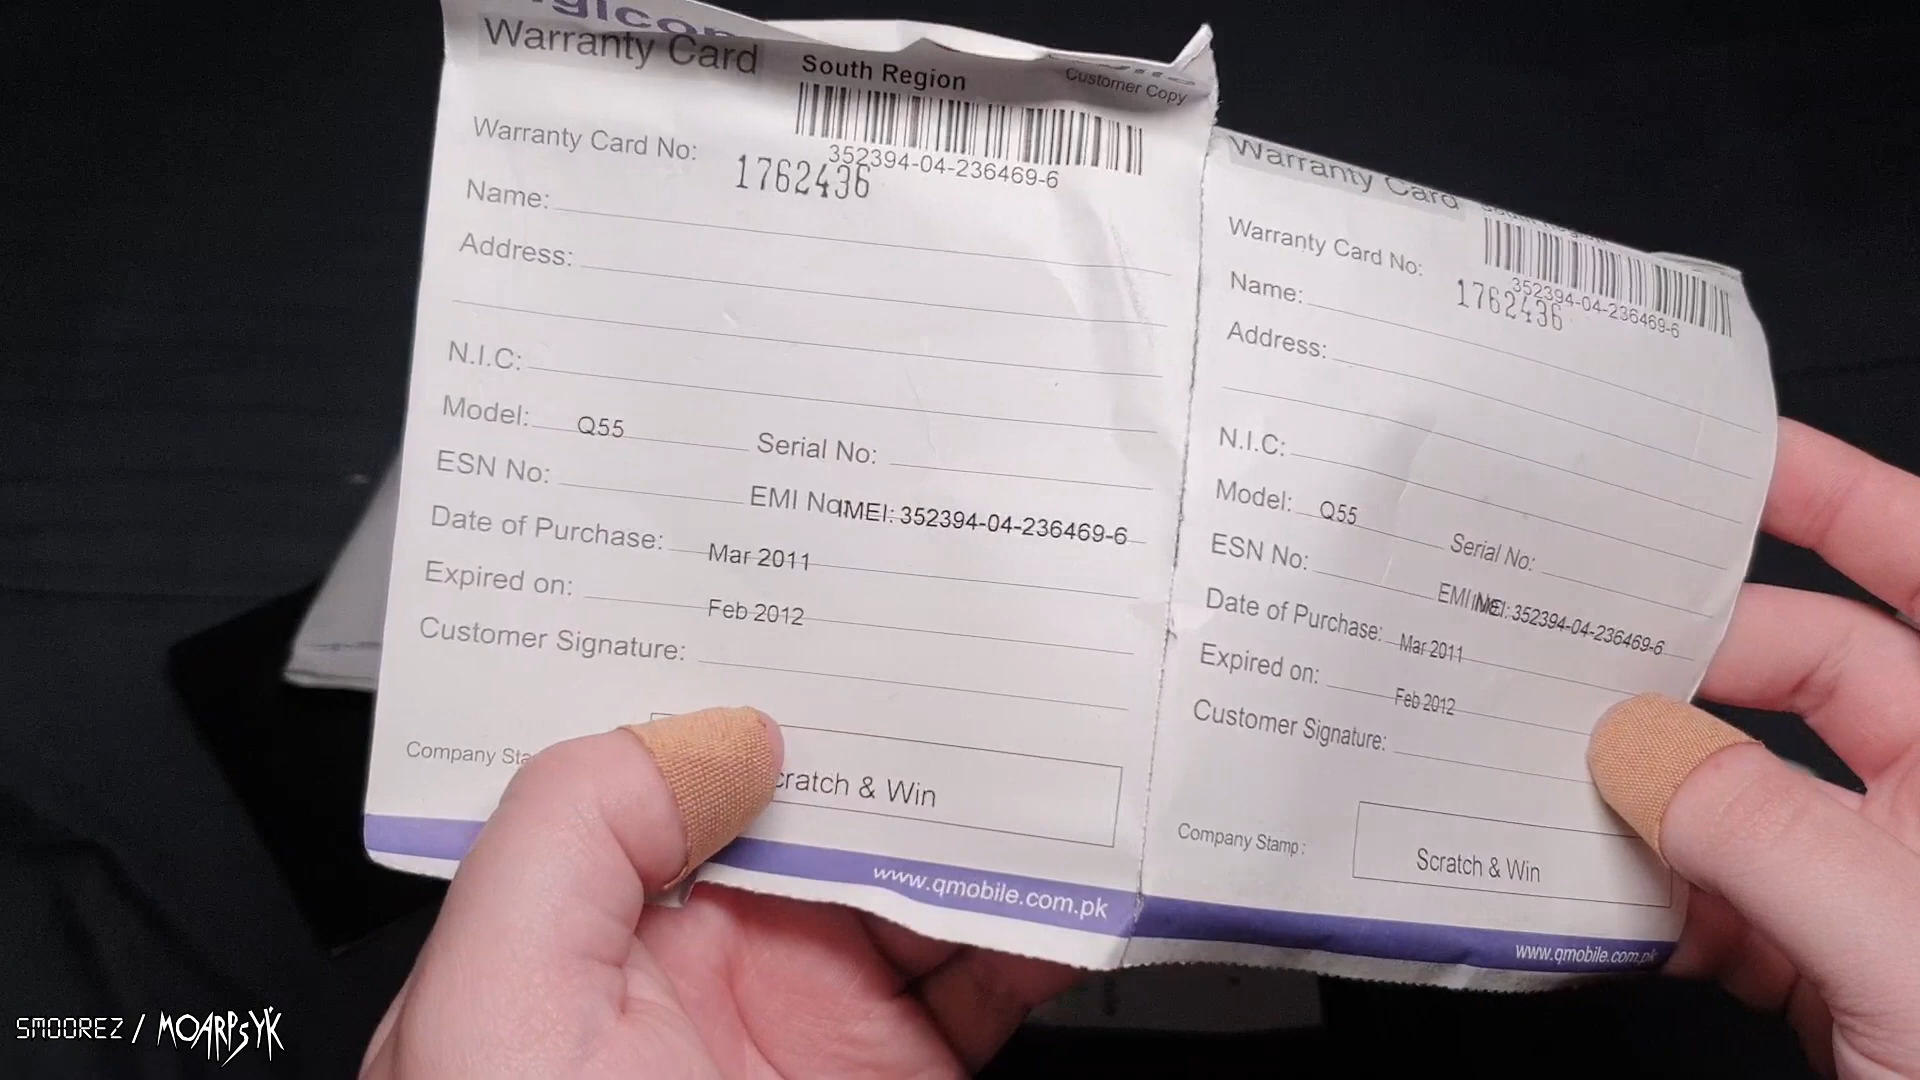 Warranty Card
South Region
Customer Copy
Warranty Card No:
352394-04-236469-6
1762436
Name:
Address:
N.I.C:
Model: Q55
Serial No:
ESN No:
EMI No IMEI: 352394-04-236469-6
Date of Purchase: Mar 2011
Expired on: Feb 2012
Customer Signature:
Company
Scratch & Win
www.qmobile.com.pk
Warranty Card
South Region
Warranty Card No:
352394-04-236469-6
1762436
Name:
Address:
N.I.C:
Model: Q55
Serial No:
ESN No:
EMI IMEI: 352394-04-236469-6
Date of Purchase: Mar 2011
Expired on: Feb 2012
Customer Signature:
Company Stamp :
Scratch & Win
www.qmobile.com.pk
SMOOREZ / MOARPSYK